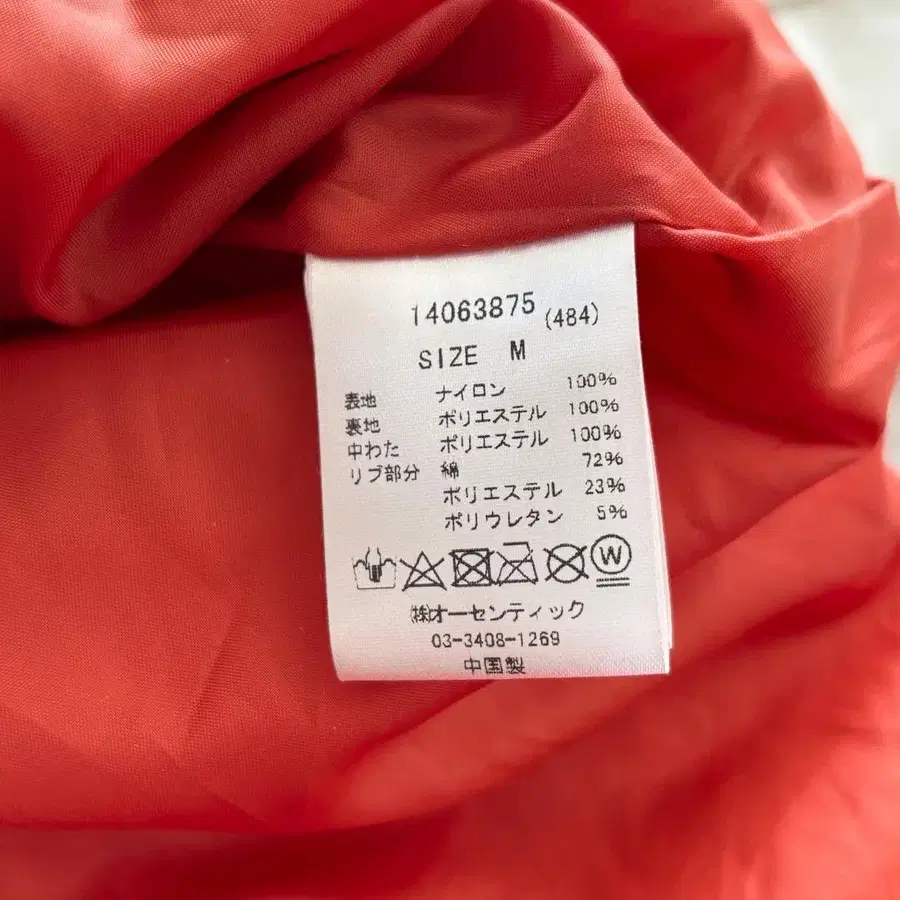 14063875 (484)
SIZE M
表地 ナイロン 100%
裏地 ポリエステル 100%
中わた ポリエステル 100%
リブ部分 綿 72%
ポリエステル 23%
ポリウレタン 5%
W
㈱オーセンティック
03-3408-1269
中国製